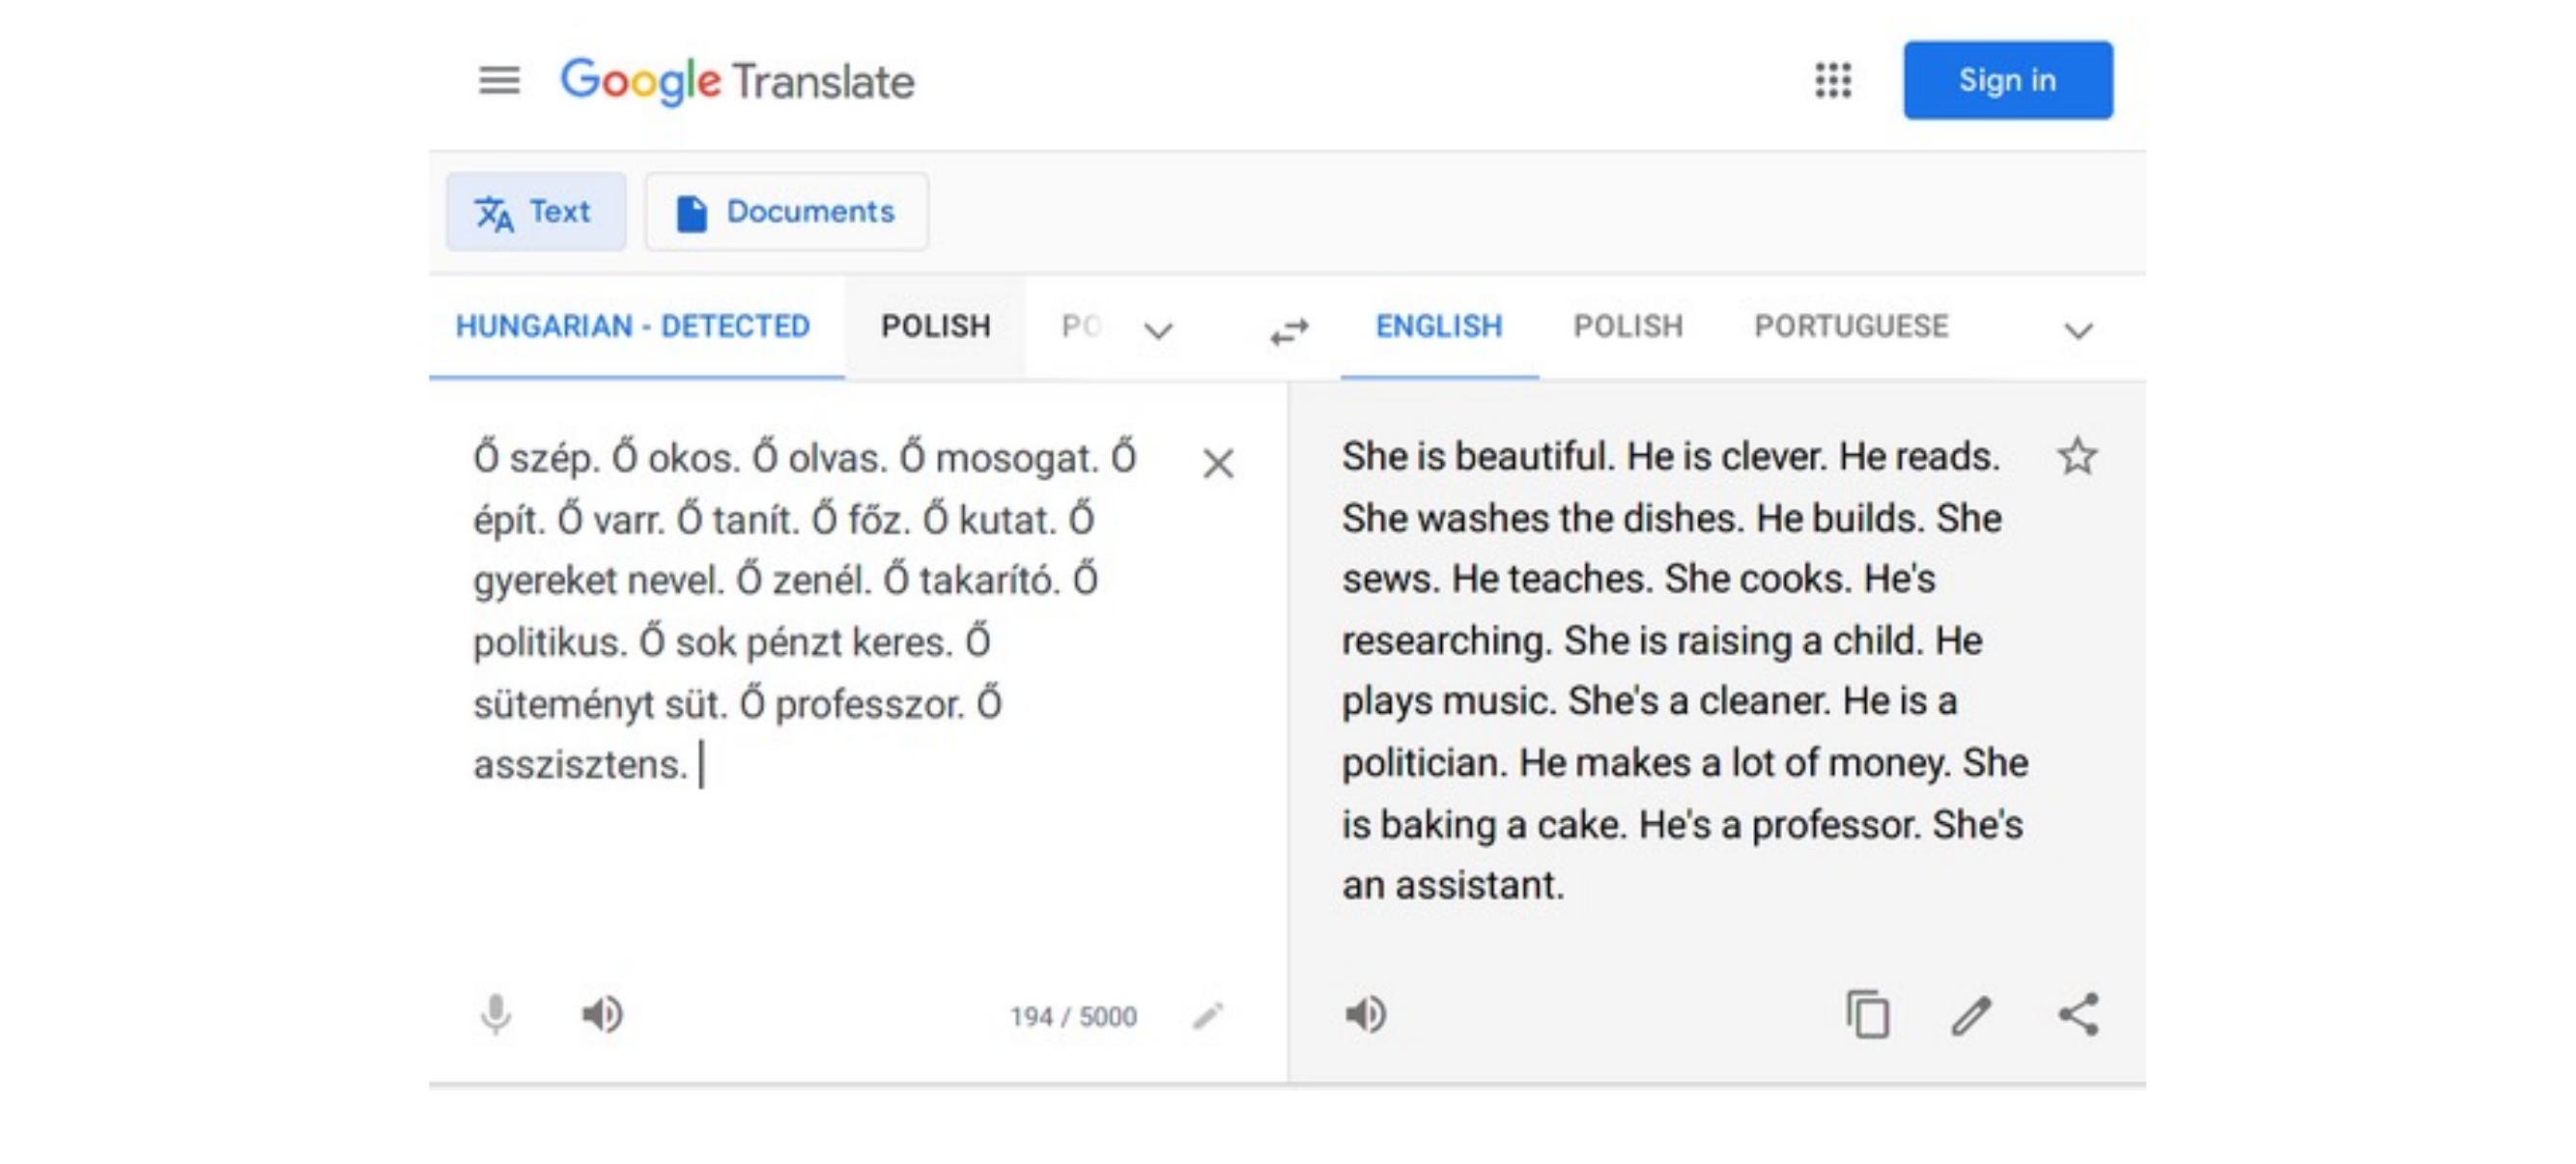 Google Translate
Sign in
Text
Documents
HUNGARIAN - DETECTED
POLISH
PO
ENGLISH
POLISH
PORTUGUESE
Ő szép. Ő okos. Ő olvas. Ő mosogat. Ő
épít. Ő varr. Ő tanít. Ő főz. Ő kutat. Ő
gyereket nevel. Ő zenél. Ő takarító. Ő
politikus. Ő sok pénzt keres. Ő
süteményt süt. Ő professzor. Ő
asszisztens.
194 / 5000
She is beautiful. He is clever. He reads.
She washes the dishes. He builds. She
sews. He teaches. She cooks. He's
researching. She is raising a child. He
plays music. She's a cleaner. He is a
politician. He makes a lot of money. She
is baking a cake. He's a professor. She's
an assistant.